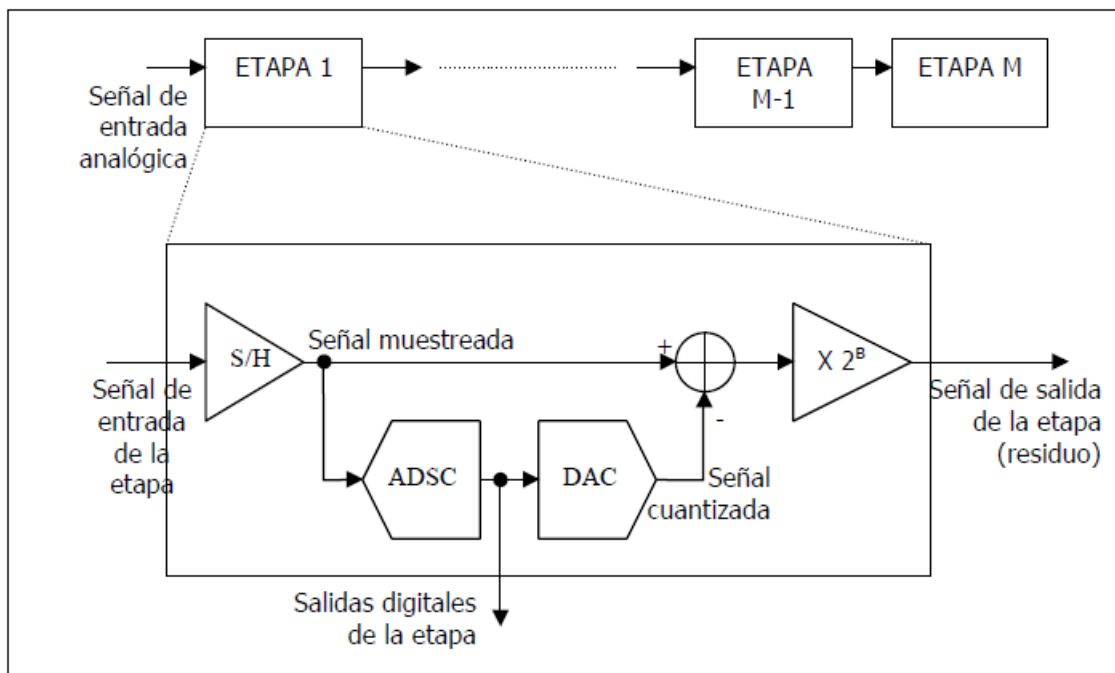 ETAPA 1
ETAPA
M-1
ETAPA M
Señal de
entrada
analógica
S/H
Señal muestreada
+
-
X 2^B
Señal de
entrada
de la
etapa
ADSC
DAC
Señal
cuantizada
Señal de salida
de la etapa
(residuo)
Salidas digitales
de la etapa